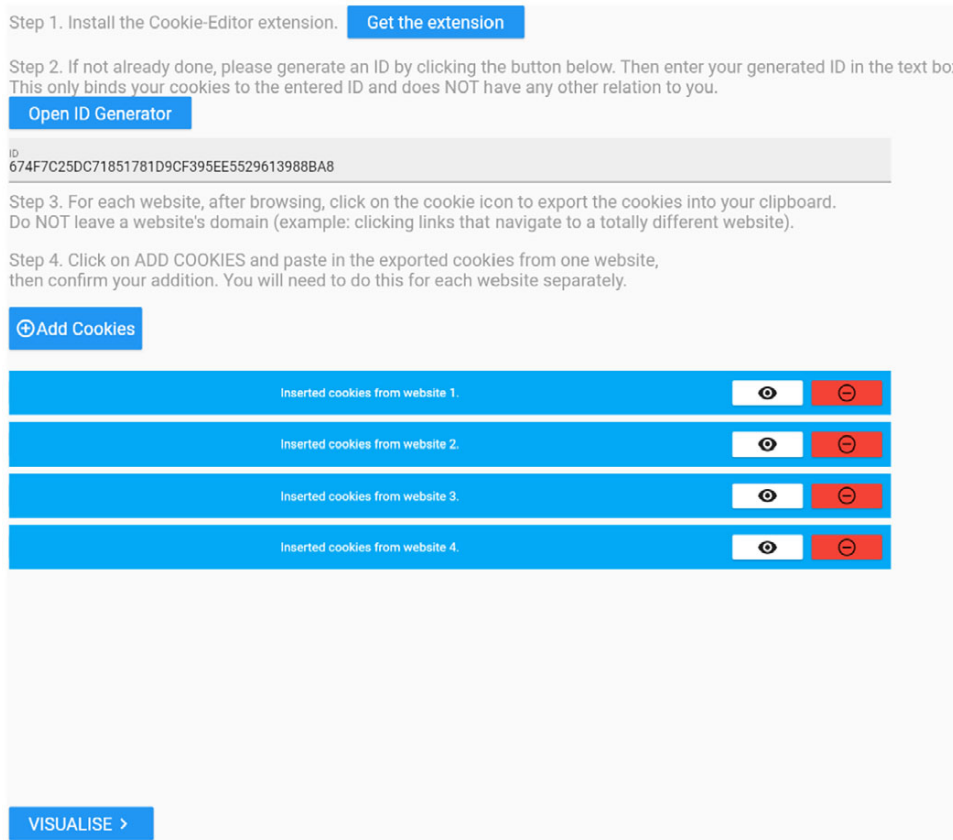 Step 1. Install the Cookie-Editor extension. Get the extension
Step 2. If not already done, please generate an ID by clicking the button below. Then enter your generated ID in the text
This only binds your cookies to the entered ID and does NOT have any other relation to you.
Open ID Generator
ID
674F7C25DC71851781D9CF395EE5529613988BA8
Step 3. For each website, after browsing, click on the cookie icon to export the cookies into your clipboard.
Do NOT leave a website's domain (example: clicking links that navigate to a totally different website).
Step 4. Click on ADD COOKIES and paste in the exported cookies from one website,
then confirm your addition. You will need to do this for each website separately.
Add Cookies
Inserted cookies from website 1.
Inserted cookies from website 2.
Inserted cookies from website 3.
Inserted cookies from website 4.
VISUALISE >